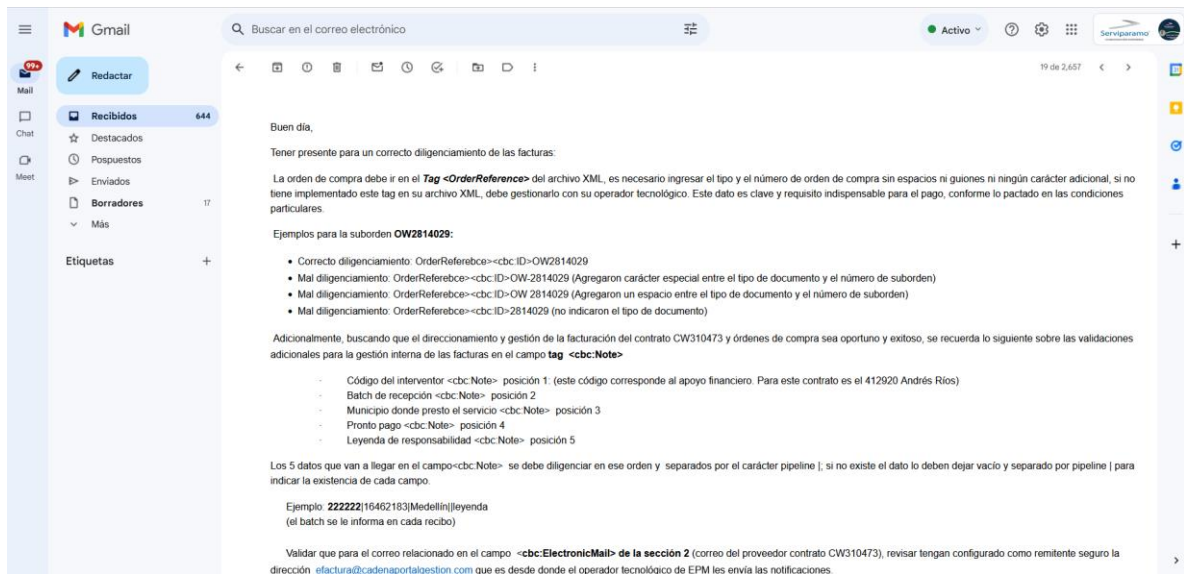 Gmail
Buscar en el correo electrónico
Activo
Serviparamo
99+
Mail
Chat
Meet
Redactar
Recibidos 644
Destacados
Pospuestos
Enviados
Borradores 17
Más
Etiquetas
19 de 2,657
Buen día,
Tener presente para un correcto diligenciamiento de las facturas:
La orden de compra debe ir en el Tag <OrderReference> del archivo XML, es necesario ingresar el tipo y el número de orden de compra sin espacios ni guiones ni ningún carácter adicional, si no
tiene implementado este tag en su archivo XML, debe gestionarlo con su operador tecnológico. Este dato es clave y requisito indispensable para el pago, conforme lo pactado en las condiciones
particulares.
Ejemplos para la suborden OW2814029:
• Correcto diligenciamiento: OrderReferebce><cbc:ID>OW2814029
• Mal diligenciamiento: OrderReferebce><cbc:ID>OW-2814029 (Agregaron carácter especial entre el tipo de documento y el número de suborden)
• Mal diligenciamiento: OrderReferebce><cbc:ID>OW 2814029 (Agregaron un espacio entre el tipo de documento y el número de suborden)
• Mal diligenciamiento: OrderReferebce><cbc:ID>2814029 (no indicaron el tipo de documento)
Adicionalmente, buscando que el direccionamiento y gestión de la facturación del contrato CW310473 y órdenes de compra sea oportuno y exitoso, se recuerda lo siguiente sobre las validaciones
adicionales para la gestión interna de las facturas en el campo tag <cbc:Note>
· Código del interventor <cbc:Note> posición 1: (este código corresponde al apoyo financiero. Para este contrato es el 412920 Andrés Ríos)
· Batch de recepción <cbc:Note> posición 2
· Municipio donde presto el servicio <cbc:Note> posición 3
· Pronto pago <cbc:Note> posición 4
· Leyenda de responsabilidad <cbc:Note> posición 5
Los 5 datos que van a llegar en el campo<cbc:Note> se debe diligenciar en ese orden y separados por el carácter pipeline |; si no existe el dato lo deben dejar vacío y separado por pipeline | para
indicar la existencia de cada campo.
Ejemplo: 222222|16462183|Medellín||leyenda
(el batch se le informa en cada recibo)
Validar que para el correo relacionado en el campo <cbc:ElectronicMail> de la sección 2 (correo del proveedor contrato CW310473), revisar tengan configurado como remitente seguro la
dirección efactura@cadenaportalgestion.com que es desde donde el operador tecnológico de EPM les envía las notificaciones.